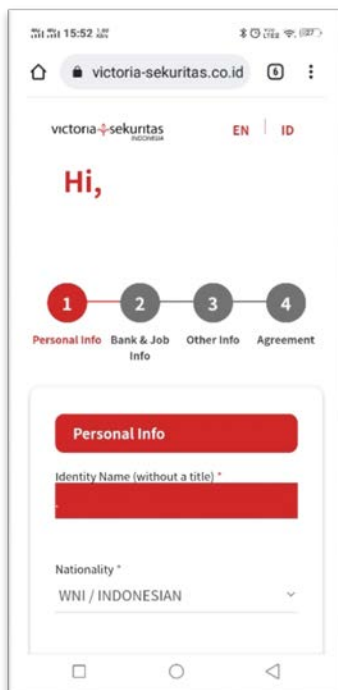 15:52
victoria-sekuritas.co.id 6
victoria sekuritas
INDONESIA
EN | ID
Hi,
1 2 3 4
Personal Info Bank & Job Info Other Info Agreement
Personal Info
Identity Name (without a title) *
Nationality *
WNI / INDONESIAN